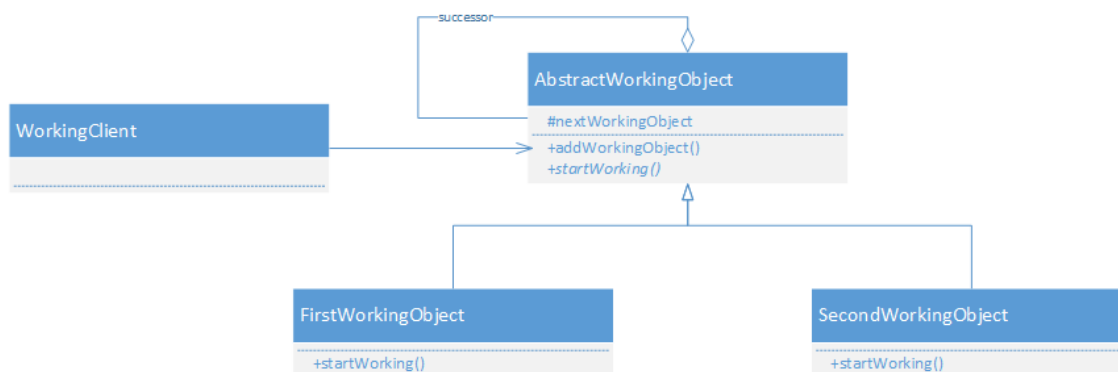 successor
AbstractWorkingObject
#nextWorkingObject
+addWorkingObject()
+startWorking()
WorkingClient
FirstWorkingObject
+startWorking()
SecondWorkingObject
+startWorking()